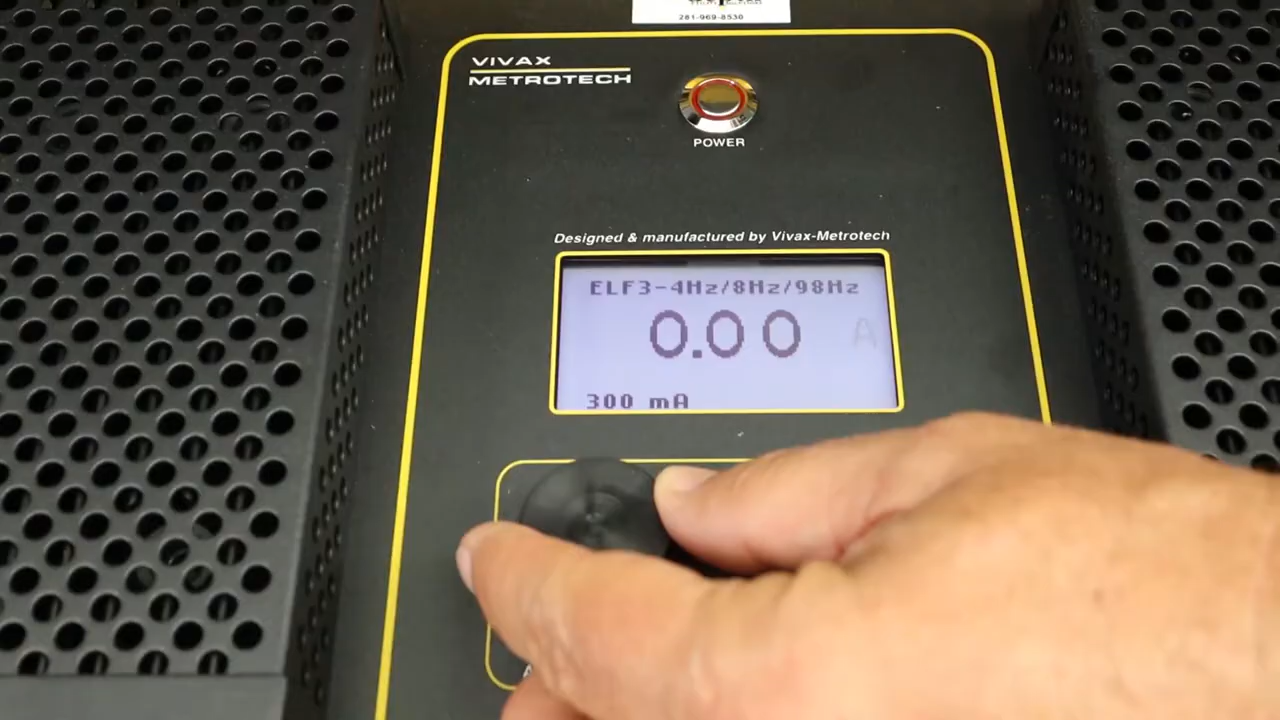 281-969-8530
VIVAX
METROTECH
POWER
Designed & manufactured by Vivax-Metrotech
ELF3-4Hz/8Hz/98Hz
0.00 A
300 mA